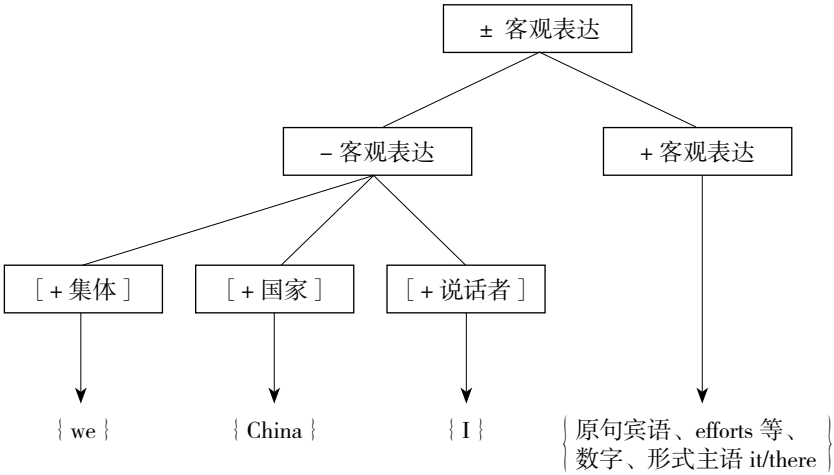 ± 客观表达
- 客观表达
+ 客观表达
[ + 集体 ]
[ + 国家 ]
[ + 说话者 ]
{ we }
{ China }
{ I }
{ 原句宾语、efforts 等、
数字、形式主语 it/there }